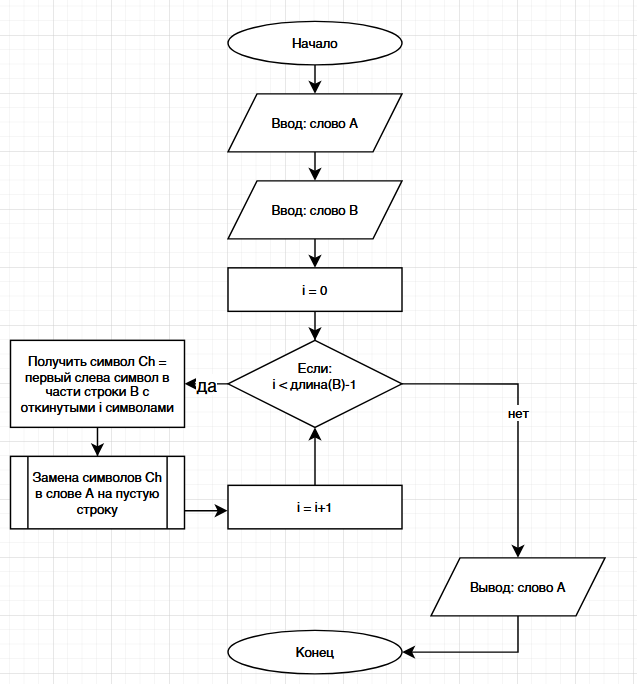 Начало
Ввод: слово А
Ввод: слово В
i = 0
Если:
i < длина(В)-1
да
нет
Получить символ Ch =
первый слева символ в
части строки В с
откинутыми i символами
Замена символов Ch
в слове А на пустую
строку
i = i+1
Вывод: слово А
Конец